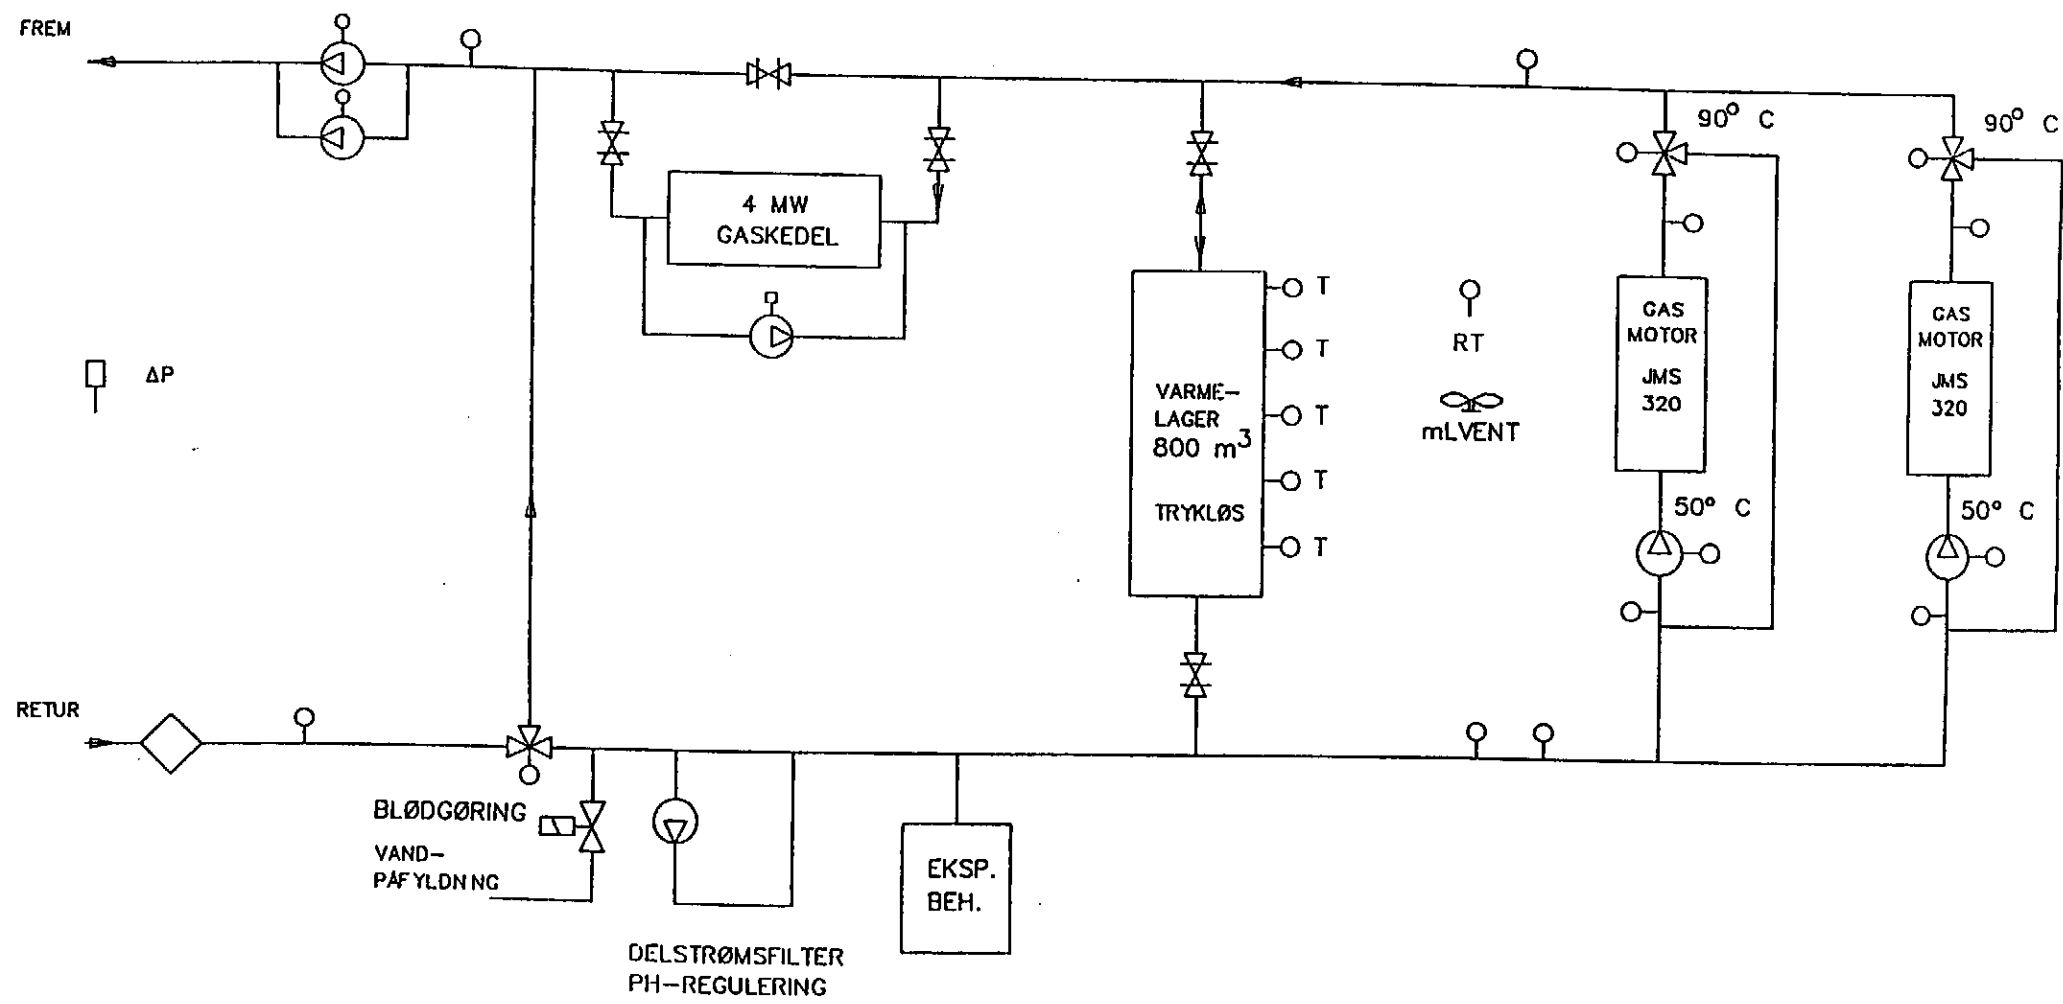 FREM
90° C
90° C
4 MW
GASKEDEL
T
T
T
T
T
ΔP
VARME-
LAGER
800 m³
TRYKLØS
RT
mLVENT
GAS
MOTOR
JMS
320
GAS
MOTOR
JMS
320
50° C
50° C
RETUR
BLØDGØRING
VAND-
PÅFYLDNING
EKSP.
BEH.
DELSTRØMSFILTER
PH-REGULERING